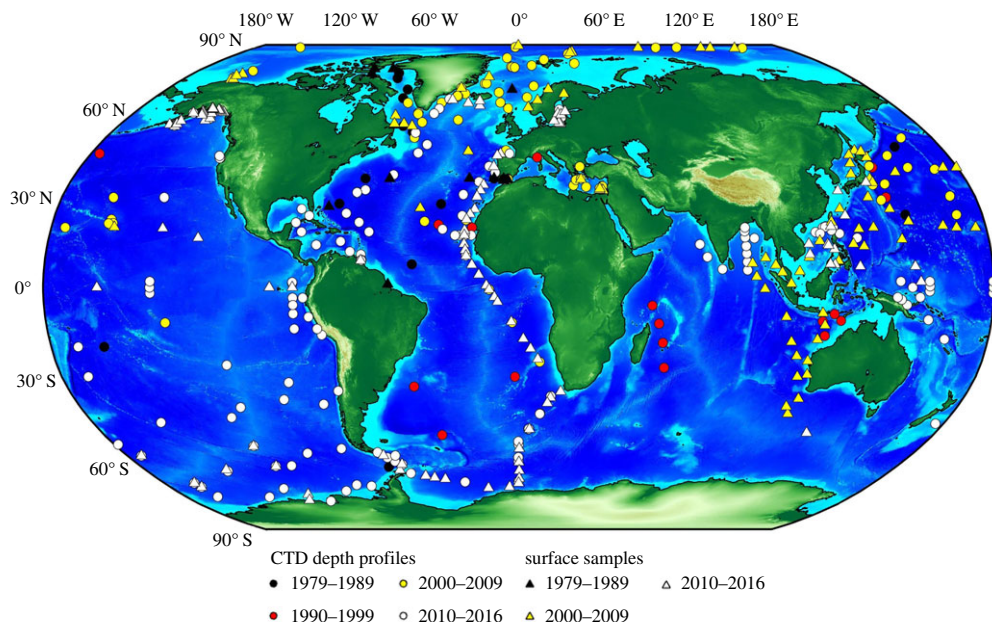 180° W 120° W 60° W 0° 60° E 120° E 180° E
90° N
60° N
30° N
0°
30° S
60° S
90° S
CTD depth profiles surface samples
1979–1989 2000–2009 1979–1989 2010–2016
1990–1999 2010–2016 2000–2009